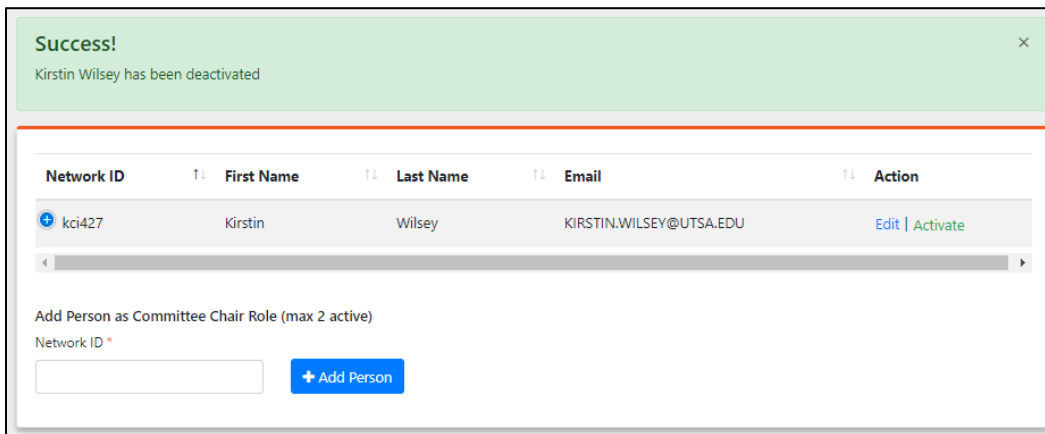 Success!
×
Kirstin Wilsey has been deactivated
Network ID First Name Last Name Email Action
kci427 Kirstin Wilsey KIRSTIN.WILSEY@UTSA.EDU Edit | Activate
Add Person as Committee Chair Role (max 2 active)
Network ID *
+ Add Person